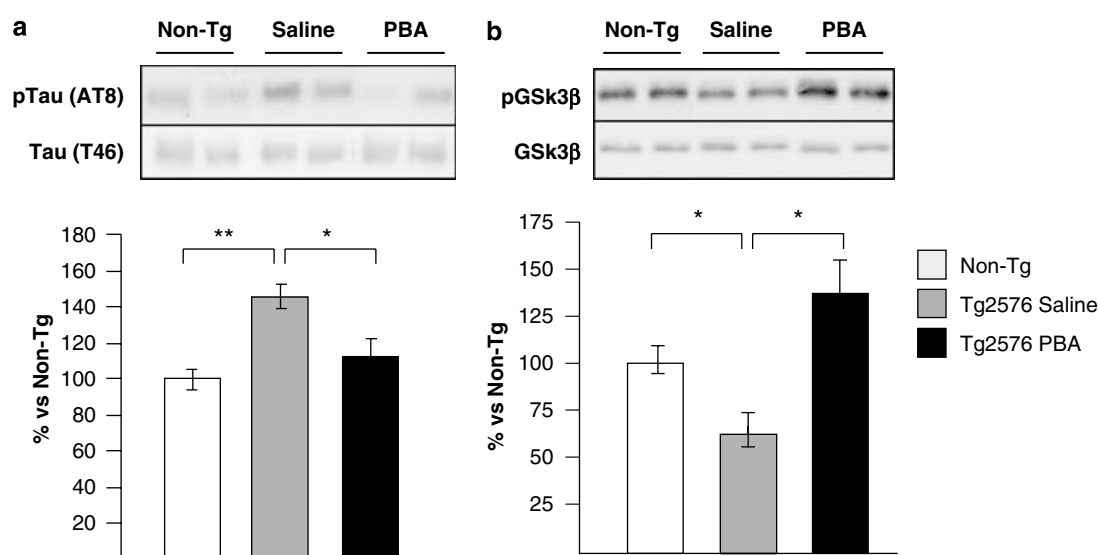 a
Non-Tg Saline PBA
pTau (AT8)
Tau (T46)
% vs Non-Tg
180
160
140
120
100
80
60
40
20
** *
b
Non-Tg Saline PBA
pGSk3β
GSk3β
% vs Non-Tg
175
150
125
100
75
50
25
* *
Non-Tg
Tg2576 Saline
Tg2576 PBA